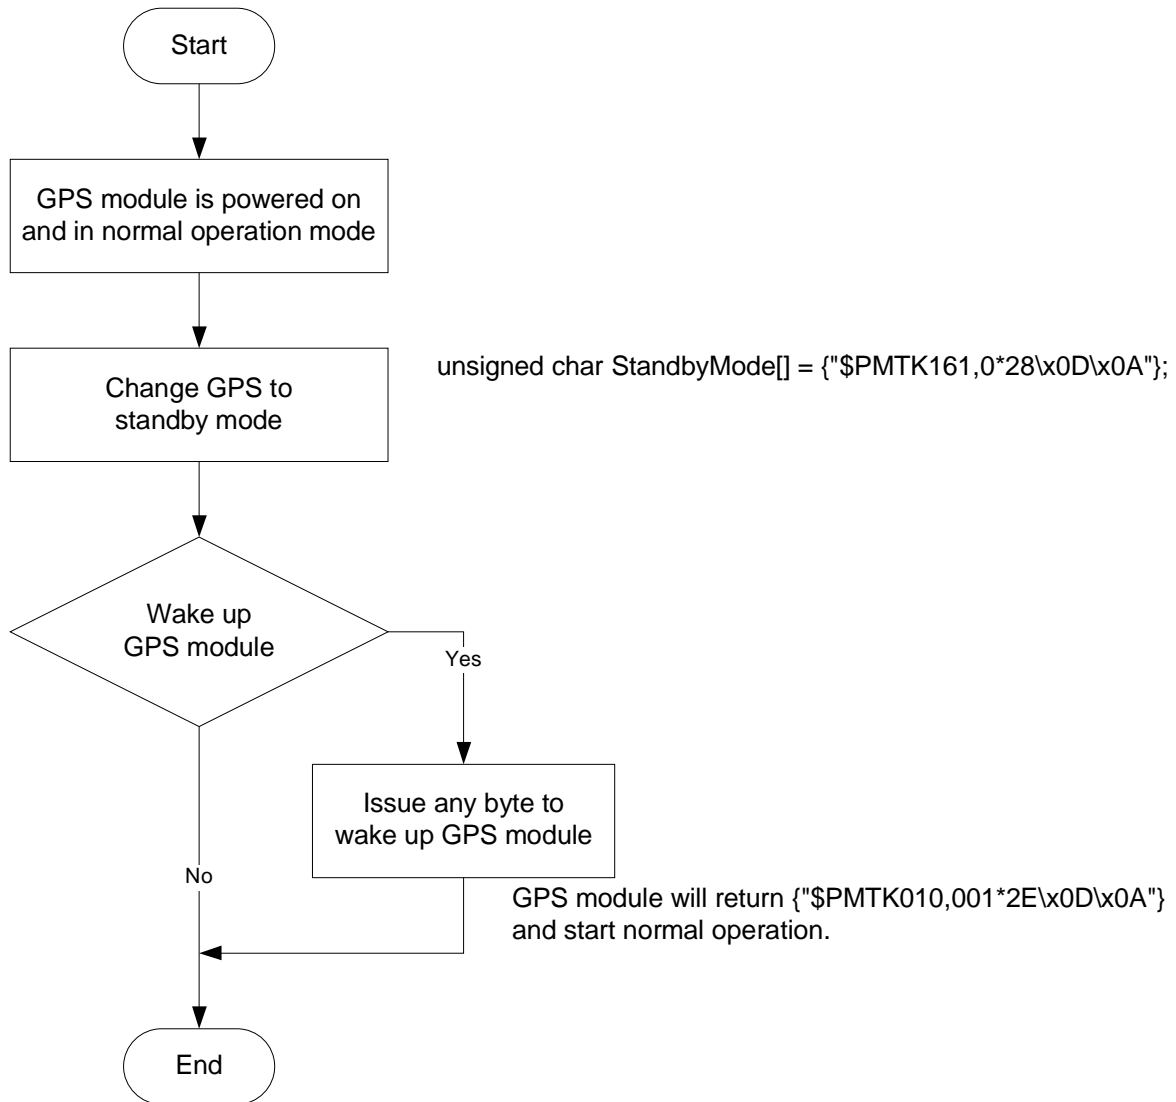 Start
GPS module is powered on
and in normal operation mode
Change GPS to
standby mode
unsigned char StandbyMode[] = {"$PMTK161,0*28\x0D\x0A"};
Wake up
GPS module
Yes
Issue any byte to
wake up GPS module
No
GPS module will return {"$PMTK010,001*2E\x0D\x0A"}
and start normal operation.
End